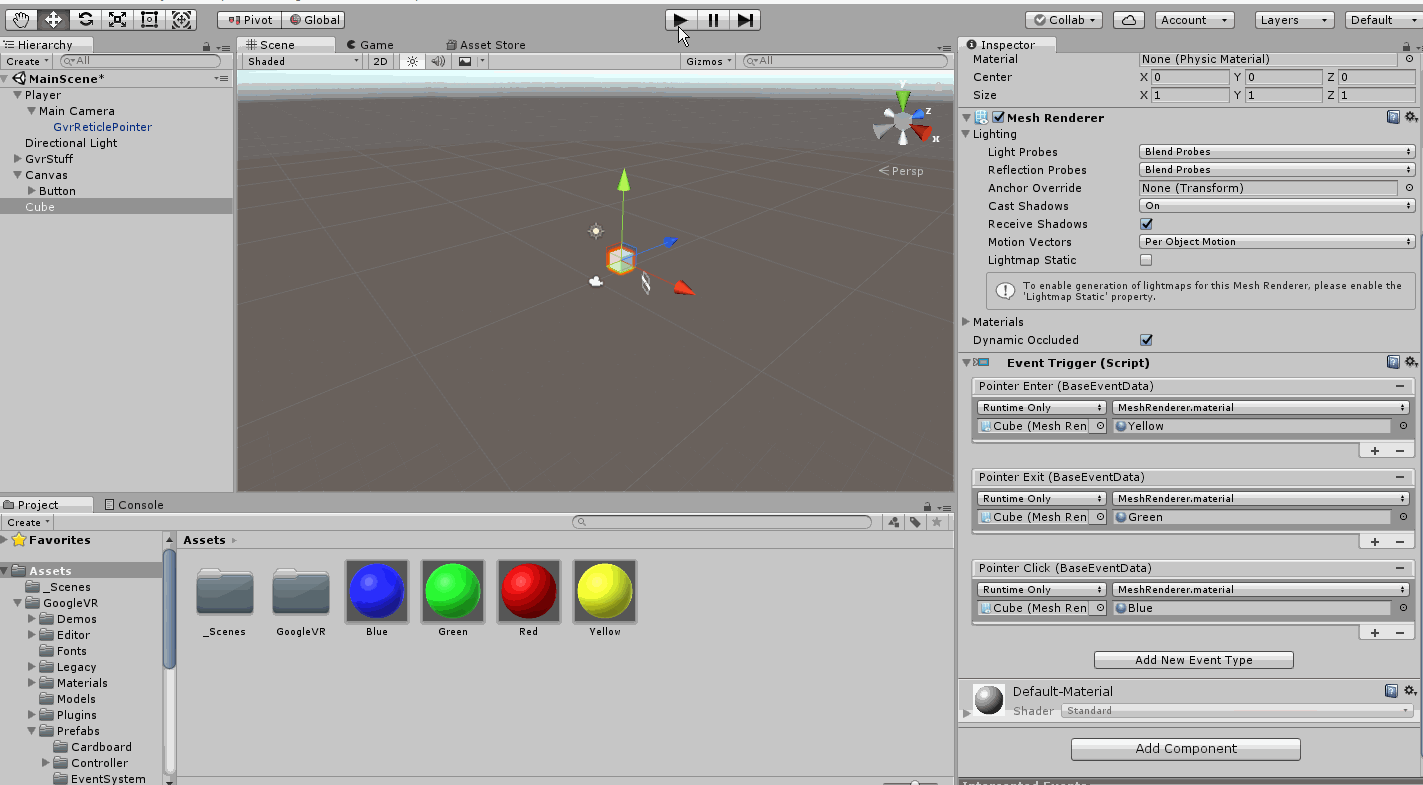 Pivot Global Collab Account Layers Default
Hierarchy
Create All
MainScene*
Player
Main Camera
GvrReticlePointer
Directional Light
GvrStuff
Canvas
Button
Cube
Scene Game Asset Store
Shaded 2D Gizmos All
y
z
x
Persp
Project Console
Create
Favorites
Assets
_Scenes
GoogleVR
Demos
Editor
Fonts
Legacy
Materials
Models
Plugins
Prefabs
Cardboard
Controller
EventSystem
Assets
_Scenes GoogleVR Blue Green Red Yellow
Inspector
Material None (Physic Material)
Center X 0 Y 0 Z 0
Size X 1 Y 1 Z 1
Mesh Renderer
Lighting
Light Probes Blend Probes
Reflection Probes Blend Probes
Anchor Override None (Transform)
Cast Shadows On
Receive Shadows
Motion Vectors Per Object Motion
Lightmap Static
To enable generation of lightmaps for this Mesh Renderer, please enable the
'Lightmap Static' property.
Materials
Dynamic Occluded
Event Trigger (Script)
Pointer Enter (BaseEventData)
Runtime Only MeshRenderer.material
Cube (Mesh Ren Yellow
Pointer Exit (BaseEventData)
Runtime Only MeshRenderer.material
Cube (Mesh Ren Green
Pointer Click (BaseEventData)
Runtime Only MeshRenderer.material
Cube (Mesh Ren Blue
Add New Event Type
Default-Material
Shader Standard
Add Component
Intercepted Events